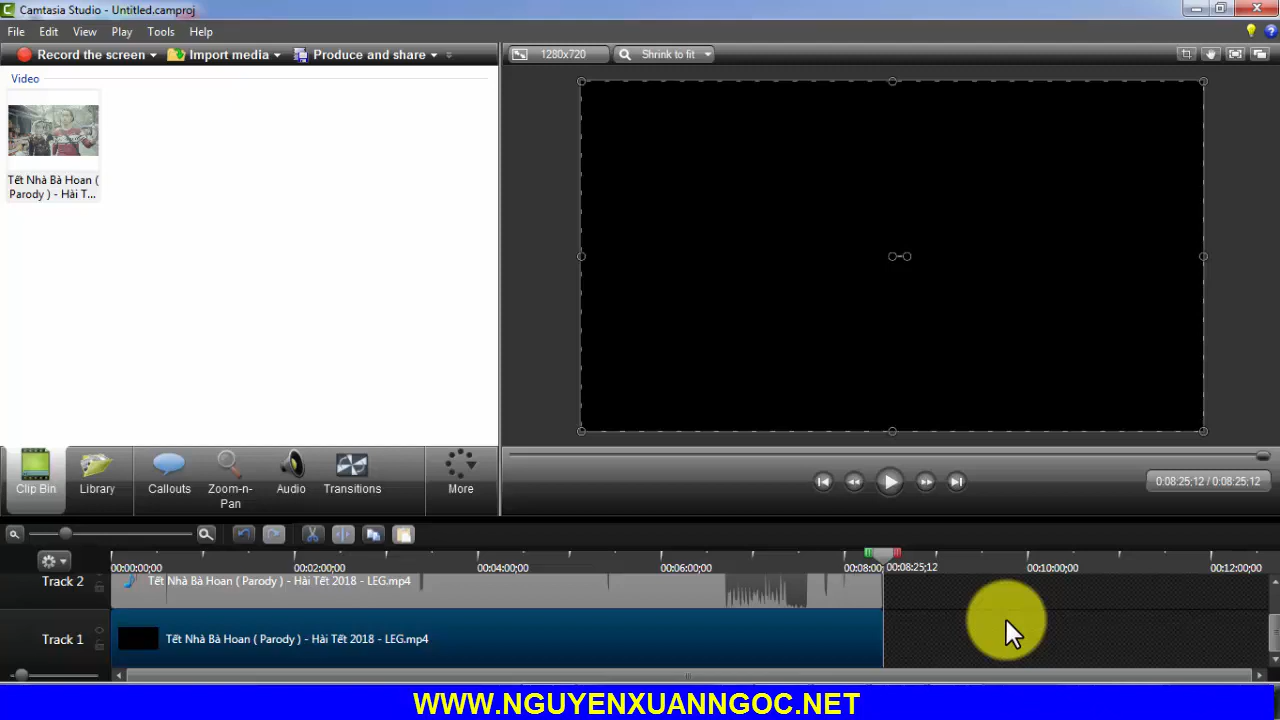 Camtasia Studio - Untitled.camproj
File Edit View Play Tools Help
Record the screen Import media Produce and share
1280x720 Shrink to fit
Video
Tết Nhà Bà Hoan (
Parody ) - Hài T...
Clip Bin Library Callouts Zoom-n-
Pan Audio Transitions More
0:08:25;12 / 0:08:25;12
00:00:00;00 00:02:00;00 00:04:00;00 00:06:00;00 00:08:00; 00:08:25;12 00:10:00;00 00:12:00;00
Track 2 Tết Nhà Bà Hoan ( Parody ) - Hài Tết 2018 - LEG.mp4
Track 1 Tết Nhà Bà Hoan ( Parody ) - Hài Tết 2018 - LEG.mp4
WWW.NGUYENXUANNGOC.NET